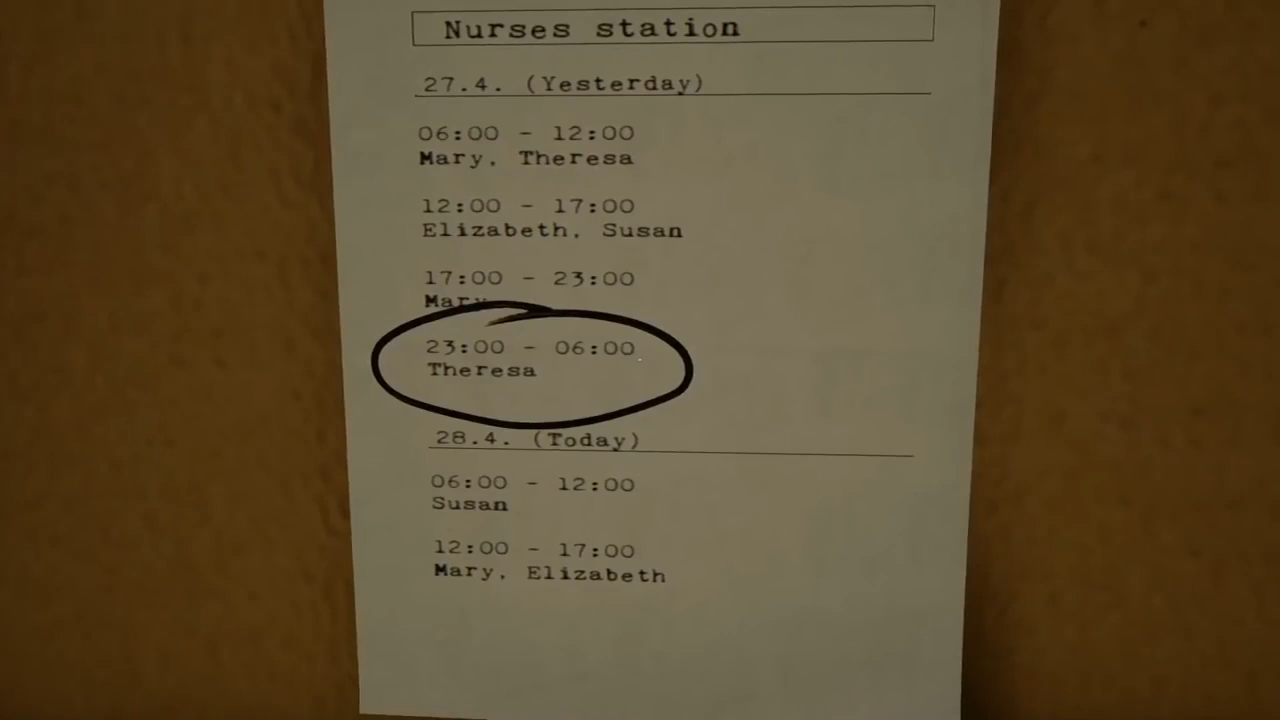 Nurses station
27.4. (Yesterday)
06:00 - 12:00
Mary, Theresa
12:00 - 17:00
Elizabeth, Susan
17:00 - 23:00
Mary
23:00 - 06:00
Theresa
28.4. (Today)
06:00 - 12:00
Susan
12:00 - 17:00
Mary, Elizabeth